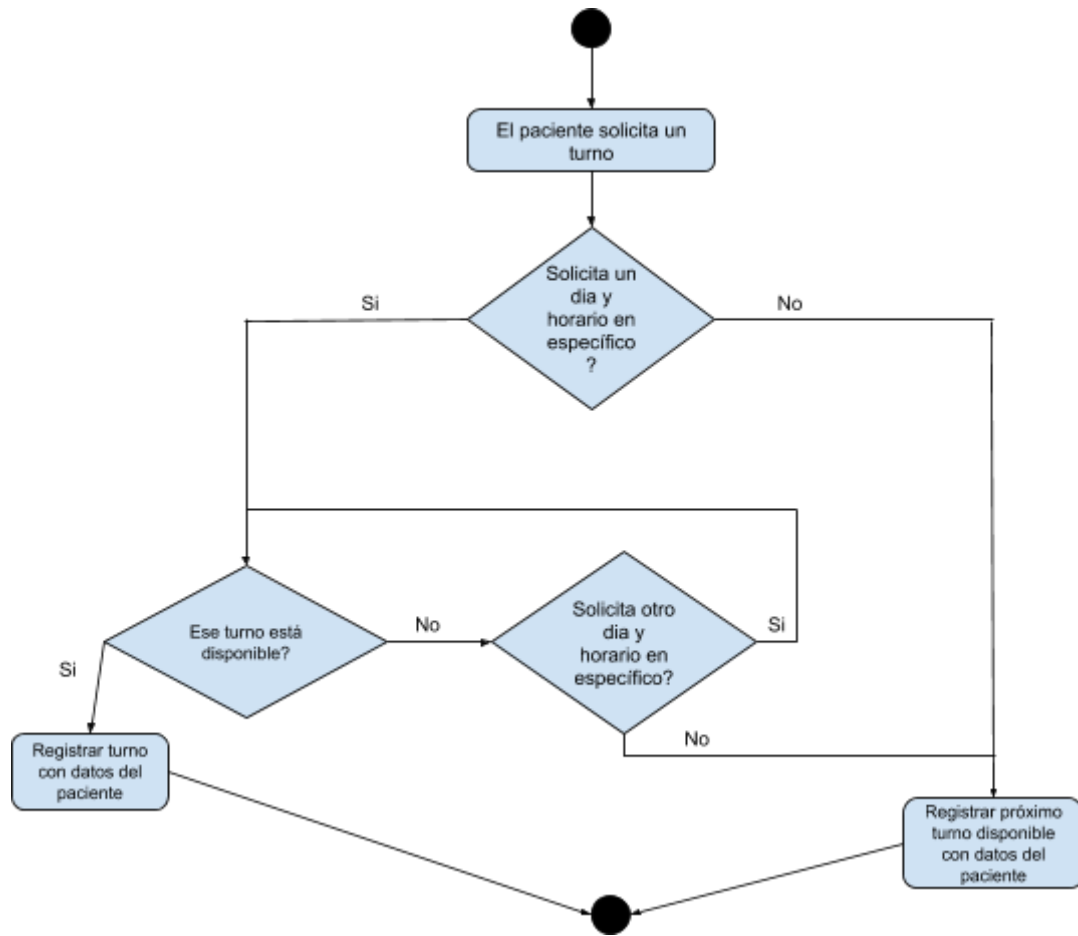 El paciente solicita un
turno
Solicita un
dia y
horario en
específico
?
Si
No
Ese turno está
disponible?
No
Solicita otro
dia y
horario en
específico?
Si
Si
No
Registrar turno
con datos del
paciente
Registrar próximo
turno disponible
con datos del
paciente